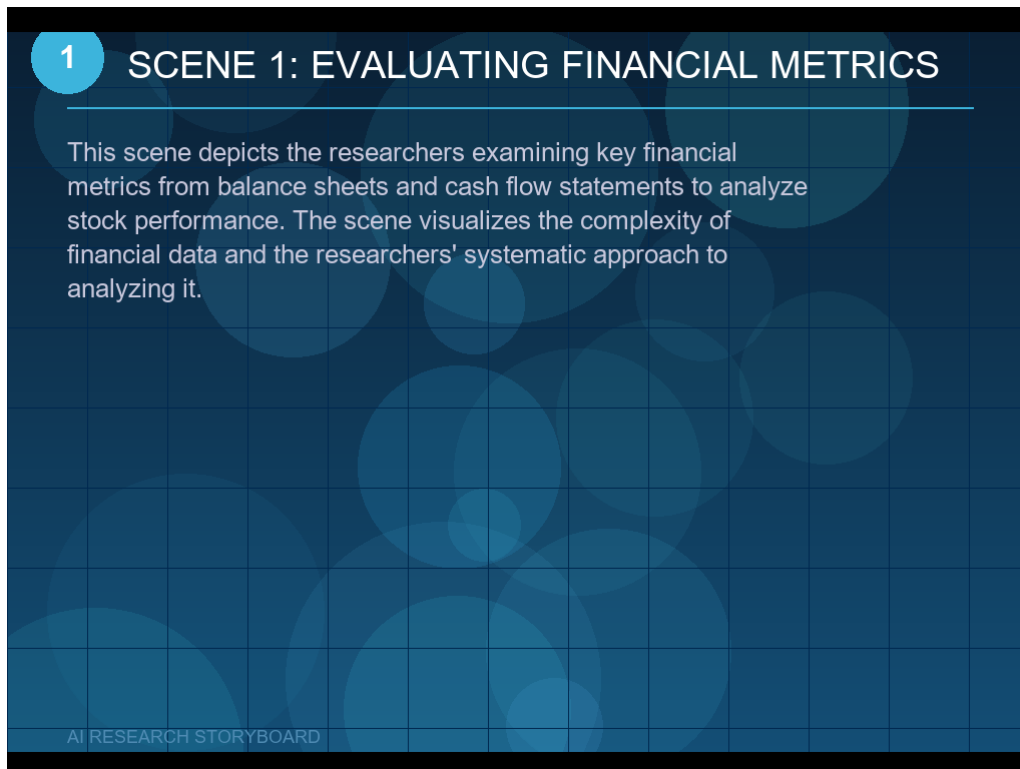 1
SCENE 1: EVALUATING FINANCIAL METRICS
This scene depicts the researchers examining key financial
metrics from balance sheets and cash flow statements to analyze
stock performance. The scene visualizes the complexity of
financial data and the researchers' systematic approach to
analyzing it.
AI RESEARCH STORYBOARD